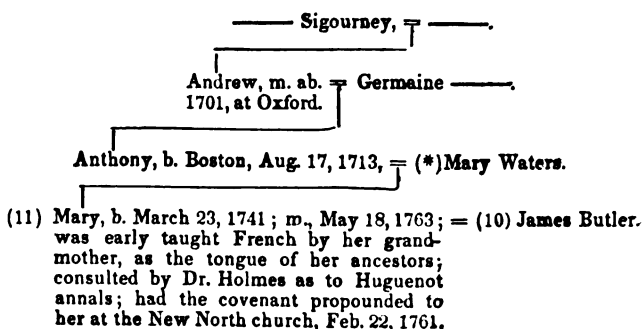 —— Sigourney, = ——.
Andrew, m. ab. = Germaine ——.
1701, at Oxford.
Anthony, b. Boston, Aug. 17, 1713, = (*) Mary Waters.
(11) Mary, b. March 23, 1741; m., May 18, 1763; = (10) James Butler.
was early taught French by her grand-
mother, as the tongue of her ancestors;
consulted by Dr. Holmes as to Huguenot
annals; had the covenant propounded to
her at the New North church, Feb. 22, 1761.